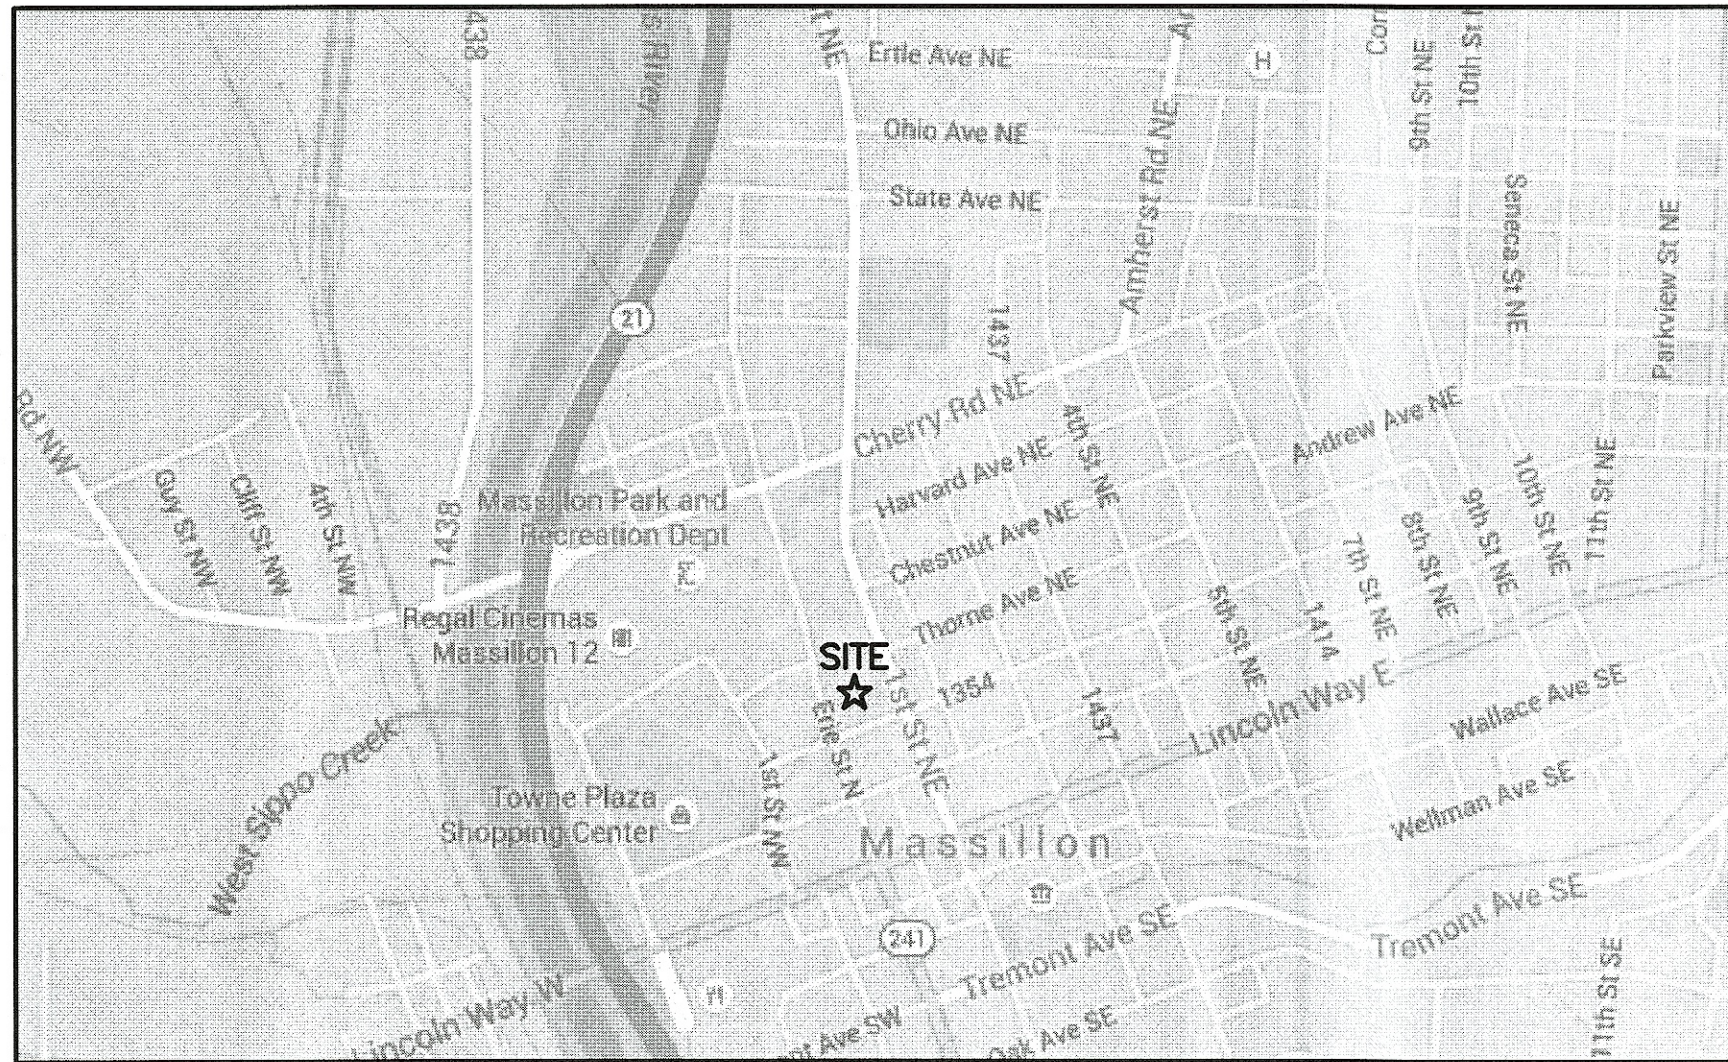 Ertle Ave NE
H
9th St NE
Ohio Ave NE
State Ave NE
Amherst Rd NE
Seneca St NE
Parkview St NE
21
1437
Rd NW
Cherry Rd NE
4th St NE
Andrew Ave NE
Guy St NW
Cliff St NW
4th St NW
1438
Massillon Park and
Recreation Dept
Harvard Ave NE
Chestnut Ave NE
Thorne Ave NE
10th St NE
11th St NE
9th St NE
8th St NE
7th St NE
5th St NE
1414
Regal Cinemas
Massillon 12
SITE
1st St NE
1354
1437
Lincoln Way E
Wallace Ave SE
Erie St N
West Sippo Creek
1st St NW
Towne Plaza
Shopping Center
Wellman Ave SE
Massillon
241
Tremont Ave SE
Tremont Ave SE
11th St SE
Lincoln Way W
Ave SW
Oak Ave SE